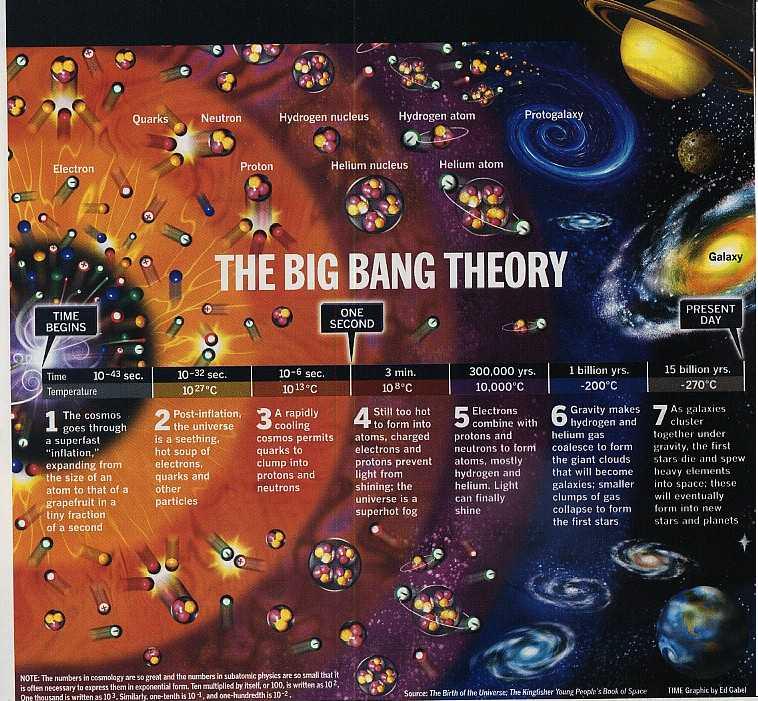 Quarks
Neutron
Hydrogen nucleus
Hydrogen atom
Protogalaxy
Electron
Proton
Helium nucleus
Helium atom
Galaxy
THE BIG BANG THEORY
TIME
BEGINS
ONE
SECOND
PRESENT
DAY
Time 10-43 sec. 10-32 sec. 10-6 sec. 3 min. 300,000 yrs. 1 billion yrs. 15 billion yrs.
Temperature 1027°C 1013°C 108°C 10,000°C -200°C -270°C
1 The cosmos
goes through
a superfast
"inflation,"
expanding from
the size of an
atom to that of a
grapefruit in a
tiny fraction
of a second
2 Post-inflation,
the universe
is a seething,
hot soup of
electrons,
quarks and
other
particles
3 A rapidly
cooling
cosmos permits
quarks to
clump into
protons and
neutrons
4 Still too hot
to form into
atoms, charged
electrons and
protons prevent
light from
shining; the
universe is a
superhot fog
5 Electrons
combine with
protons and
neutrons to form
atoms, mostly
hydrogen and
helium. Light
can finally
shine
6 Gravity makes
hydrogen and
helium gas
coalesce to form
the giant clouds
that will become
galaxies; smaller
clumps of gas
collapse to form
the first stars
7 As galaxies
cluster
together under
gravity, the first
stars die and spew
heavy elements
into space; these
will eventually
form into new
stars and planets
NOTE: The numbers in cosmology are so great and the numbers in subatomic physics are so small that it
is often necessary to express them in exponential form. Ten multiplied by itself, or 100, is written as 102.
One thousand is written as 103. Similarly, one-tenth is 10-1, and one-hundredth is 10-2.
Source: The Birth of the Universe; The Kingfisher Young People's Book of Space
TIME Graphic by Ed Gabel